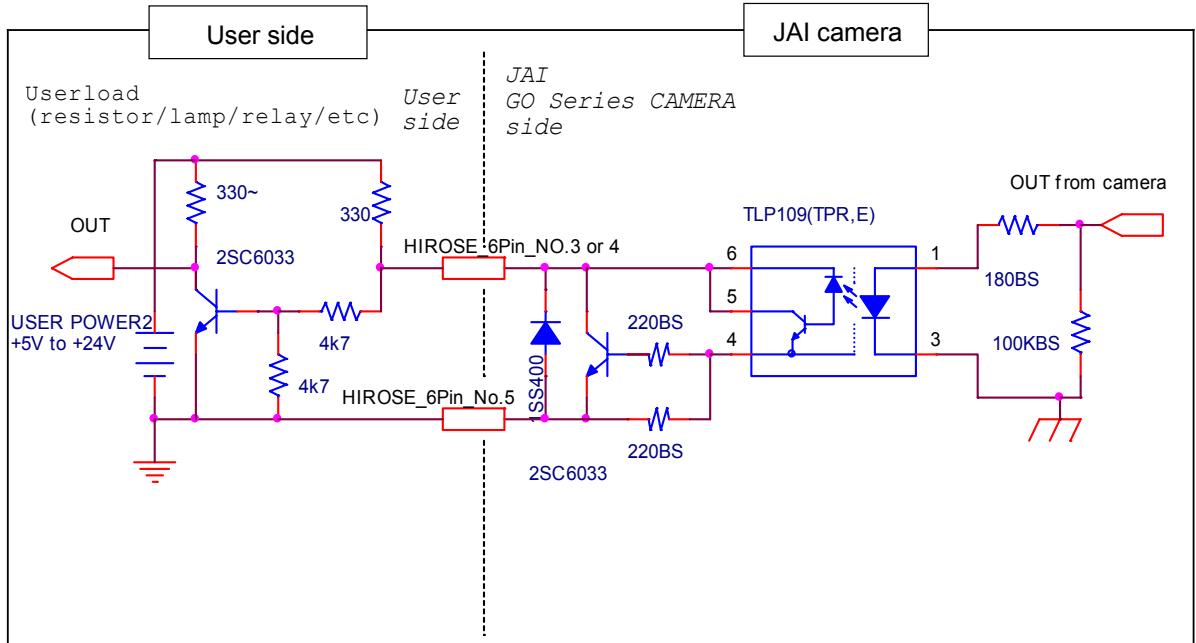 User side
JAI camera
Userload
(resistor/lamp/relay/etc)
User
side
JAI
GO Series CAMERA
side
330~
330
OUT
2SC6033
HIROSE_6Pin_NO.3 or 4
TLP109(TPR,E)
OUT from camera
6
5
4
1
3
180BS
100KBS
USER POWER2
+5V to +24V
4k7
4k7
HIROSE_6Pin_No.5
1SS400
220BS
220BS
2SC6033